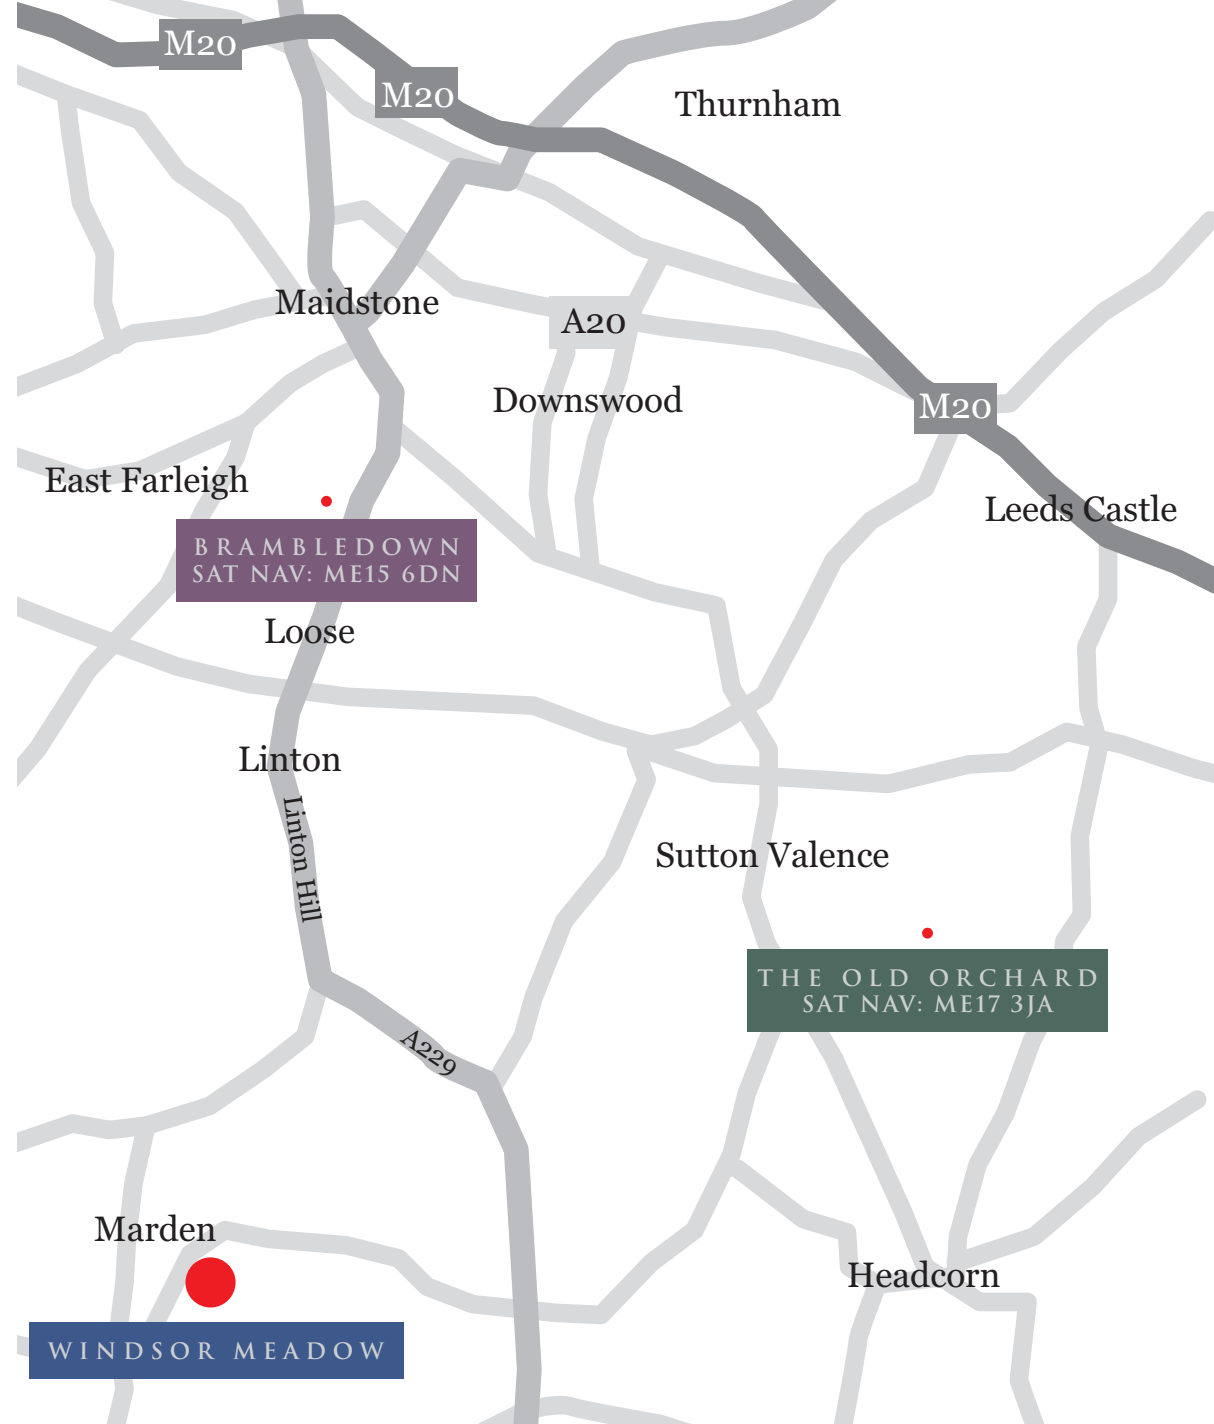 M20
M20
Thurnham
Maidstone
A20
Downswood
M20
East Farleigh
Leeds Castle
BRAMBLEDOWN
SAT NAV: ME15 6DN
Loose
Linton
Linton Hill
Sutton Valence
THE OLD ORCHARD
SAT NAV: ME17 3JA
A229
Marden
Headcorn
WINDSOR MEADOW